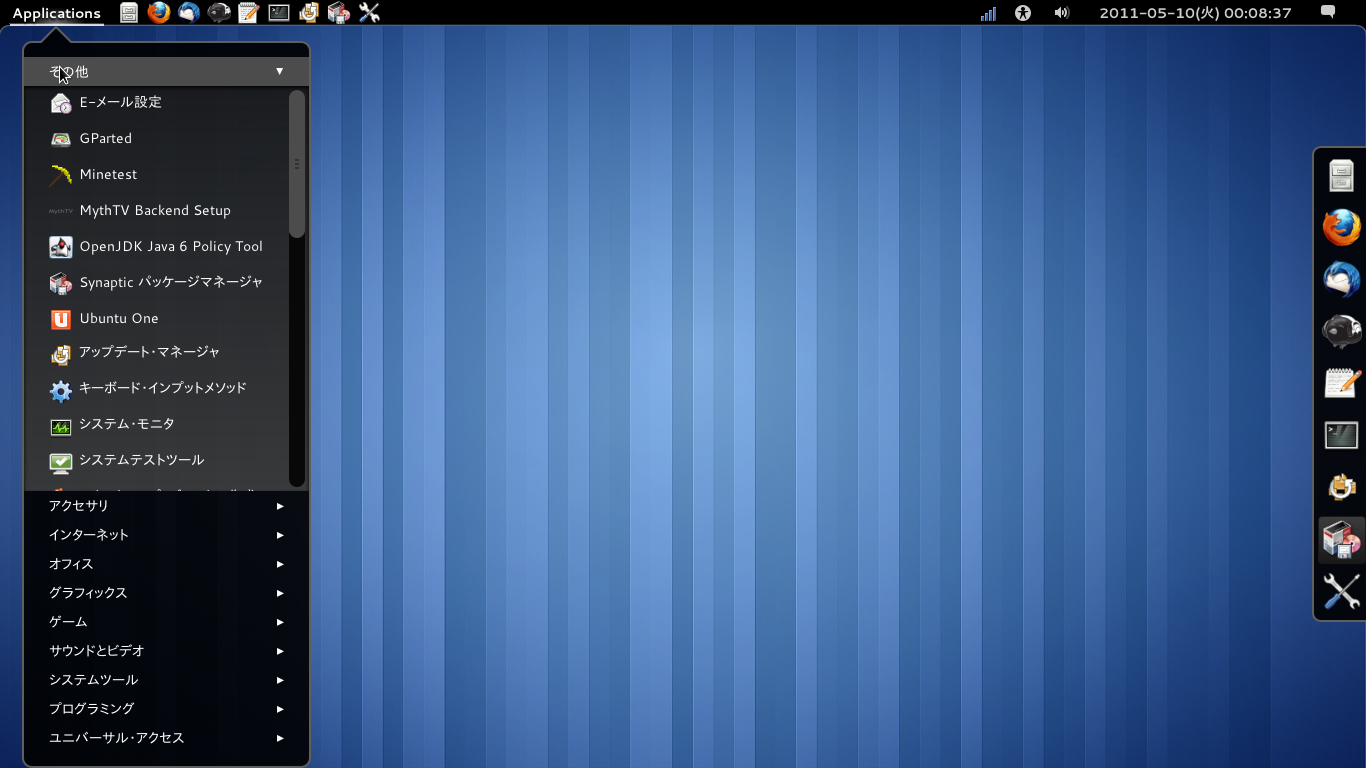 Applications
2011-05-10(火) 00:08:37
その他
E-メール設定
GParted
Minetest
MythTV MythTV Backend Setup
OpenJDK Java 6 Policy Tool
Synaptic パッケージマネージャ
Ubuntu One
アップデート・マネージャ
キーボード・インプットメソッド
システム・モニタ
システムテストツール
アクセサリ
インターネット
オフィス
グラフィックス
ゲーム
サウンドとビデオ
システムツール
プログラミング
ユニバーサル・アクセス